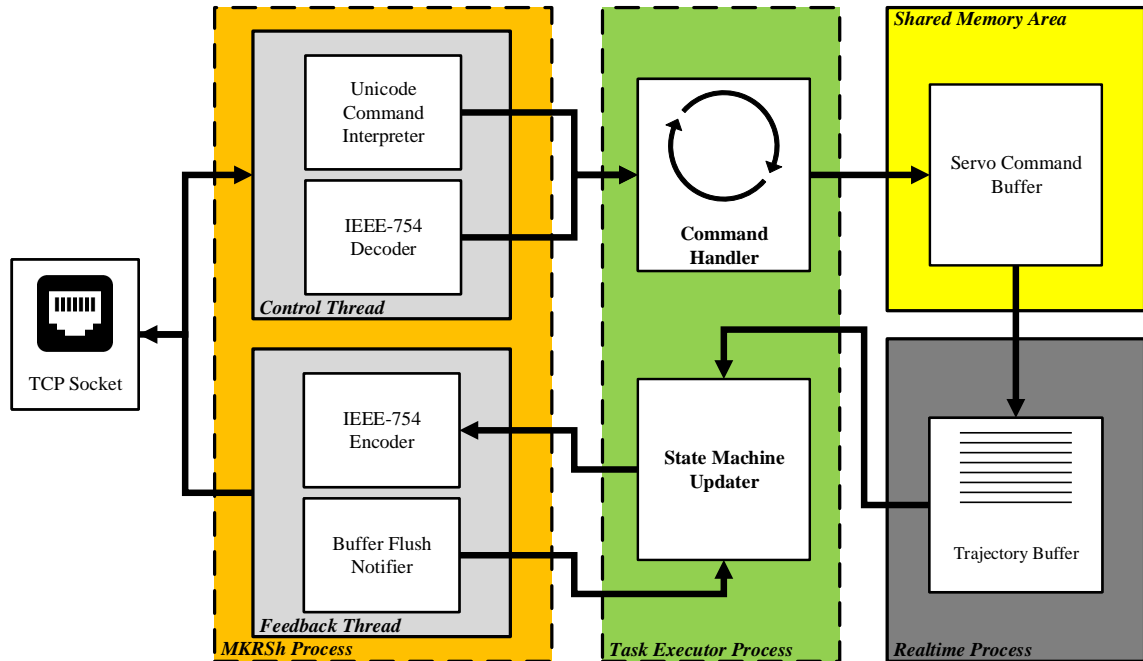 Shared Memory Area
Unicode
Command
Interpreter
IEEE-754
Decoder
Control Thread
Command
Handler
Servo Command
Buffer
TCP Socket
IEEE-754
Encoder
Buffer Flush
Notifier
Feedback Thread
MKRSh Process
State Machine
Updater
Task Executor Process
Trajectory Buffer
Realtime Process